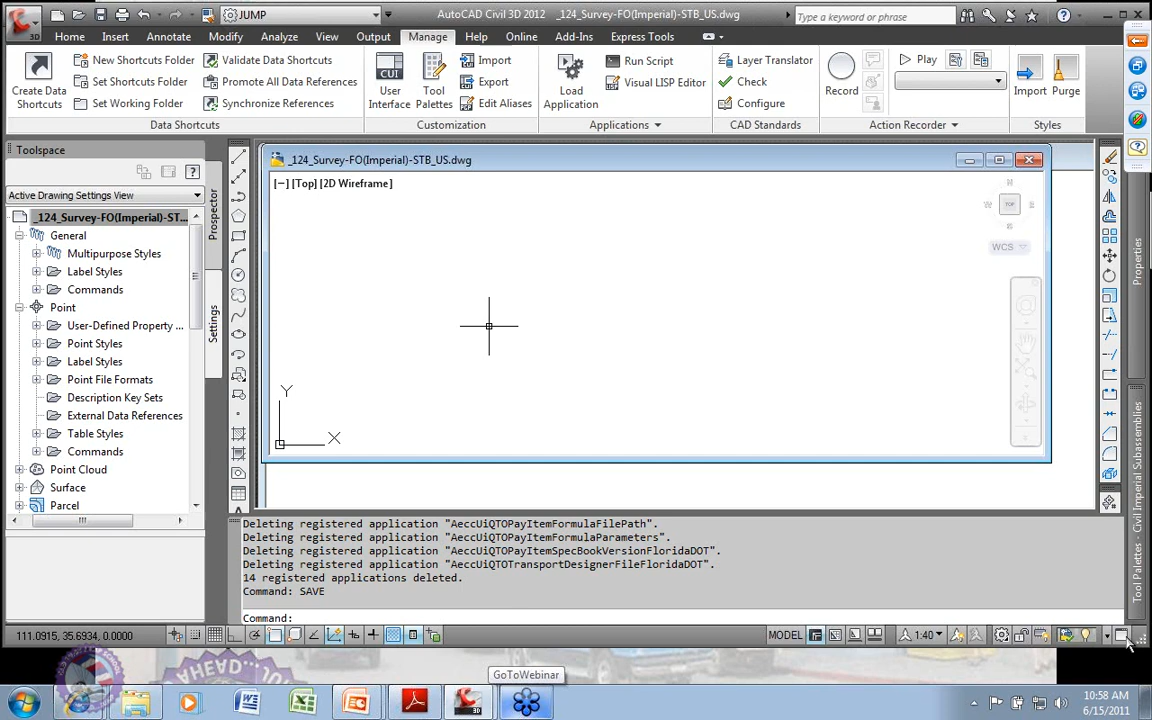 JUMP
AutoCAD Civil 3D 2012 _124_Survey-FO(Imperial)-STB_US.dwg
Type a keyword or phrase
3D
Home Insert Annotate Modify Analyze View Output Manage Help Online Add-Ins Express Tools
Create Data Shortcuts
New Shortcuts Folder
Set Shortcuts Folder
Set Working Folder
Validate Data Shortcuts
Promote All Data References
Synchronize References
Data Shortcuts
CUI
User Interface
Tool Palettes
Import
Export
Edit Aliases
Customization
Load Application
Run Script
Visual LISP Editor
Applications
Layer Translator
Check
Configure
CAD Standards
Record
Play
Action Recorder
Import
Purge
Styles
Toolspace
Active Drawing Settings View
_124_Survey-FO(Imperial)-ST...
General
Multipurpose Styles
Label Styles
Commands
Point
User-Defined Property ...
Point Styles
Label Styles
Point File Formats
Description Key Sets
External Data References
Table Styles
Commands
Point Cloud
Surface
Parcel
Prospector
Settings
_124_Survey-FO(Imperial)-STB_US.dwg
[−] [Top] [2D Wireframe]
TOP
WCS
Y
X
A
Properties
Tool Palettes - Civil Imperial Subassemblies
Deleting registered application "AeccUiQTOPayItemFormulaFilePath".
Deleting registered application "AeccUiQTOPayItemFormulaParameters".
Deleting registered application "AeccUiQTOPayItemSpecBookVersionFloridaDOT".
Deleting registered application "AeccUiQTOTransportDesignerFileFloridaDOT".
14 registered applications deleted.
Command: SAVE
Command:
111.0915, 35.6934, 0.0000
MODEL
1:40
AHEAD
GoToWebinar
10:58 AM
6/15/2011